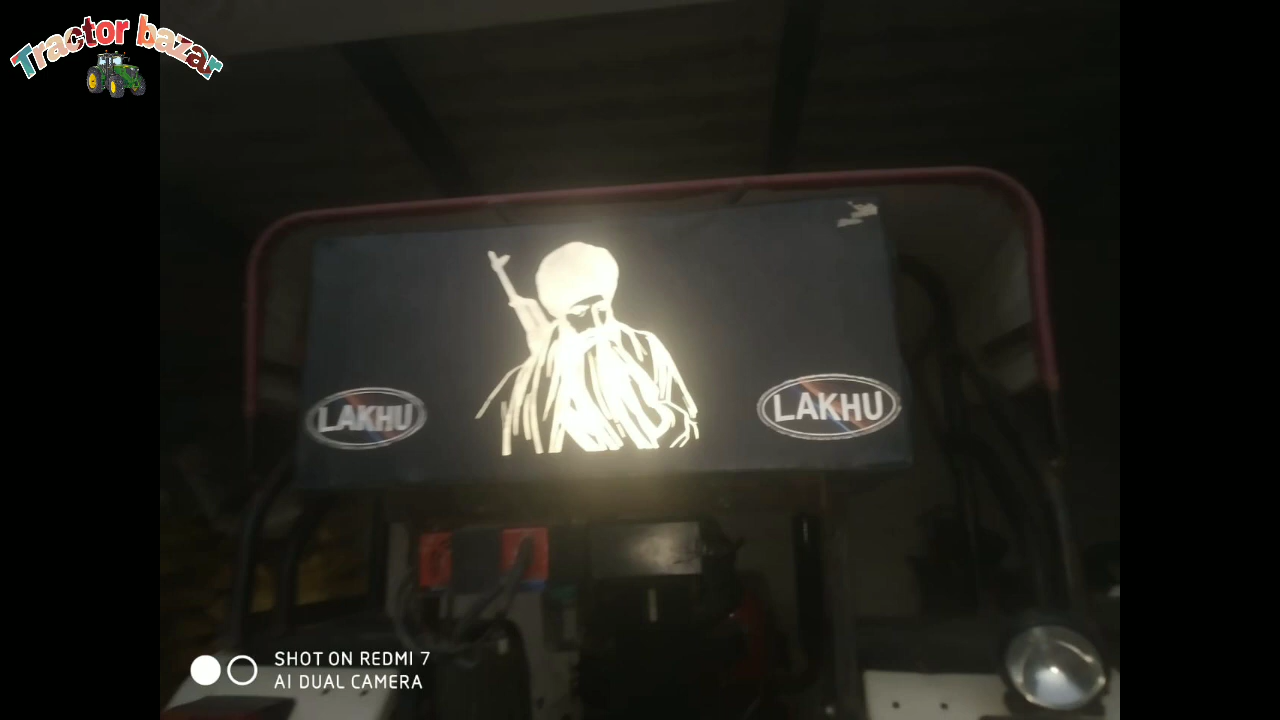 Tractor bazar
LAKHU
LAKHU
SHOT ON REDMI 7
AI DUAL CAMERA